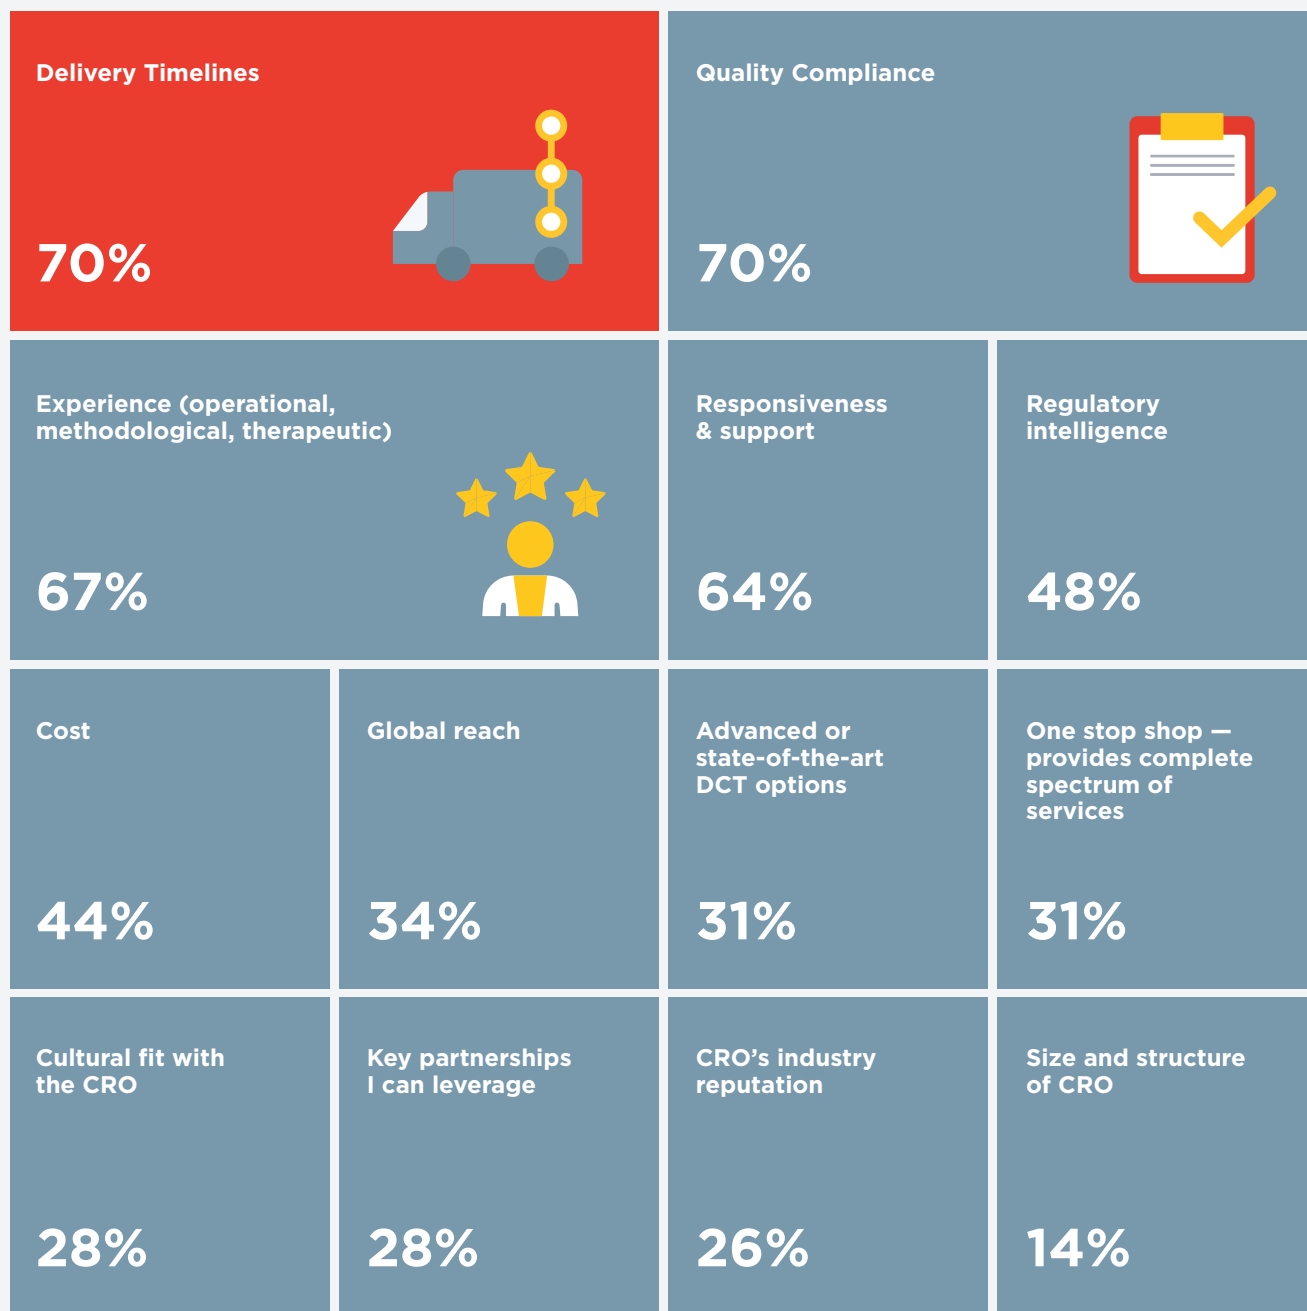 Delivery Timelines
70%
Quality Compliance
70%
Experience (operational,
methodological, therapeutic)
67%
Responsiveness
& support
64%
Regulatory
intelligence
48%
Cost
44%
Global reach
34%
Advanced or
state-of-the-art
DCT options
31%
One stop shop —
provides complete
spectrum of
services
31%
Cultural fit with
the CRO
28%
Key partnerships
I can leverage
28%
CRO’s industry
reputation
26%
Size and structure
of CRO
14%